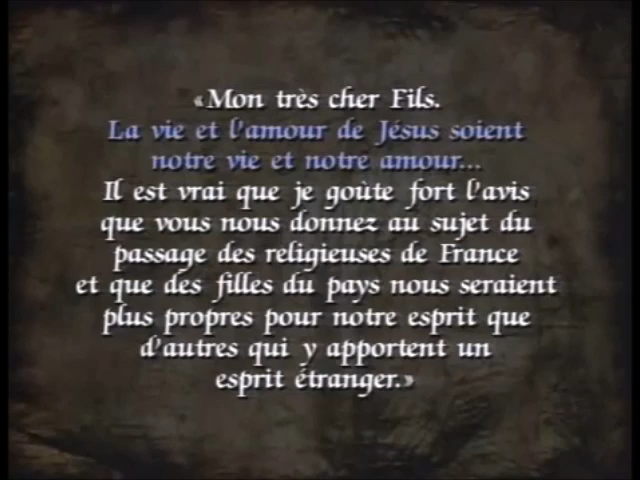 «Mon très cher Fils.
La vie et l'amour de Jésus soient
notre vie et notre amour...
Il est vrai que je goûte fort l'avis
que vous nous donnez au sujet du
passage des religieuses de France
et que des filles du pays nous seraient
plus propres pour notre esprit que
d'autres qui y apportent un
esprit étranger.»